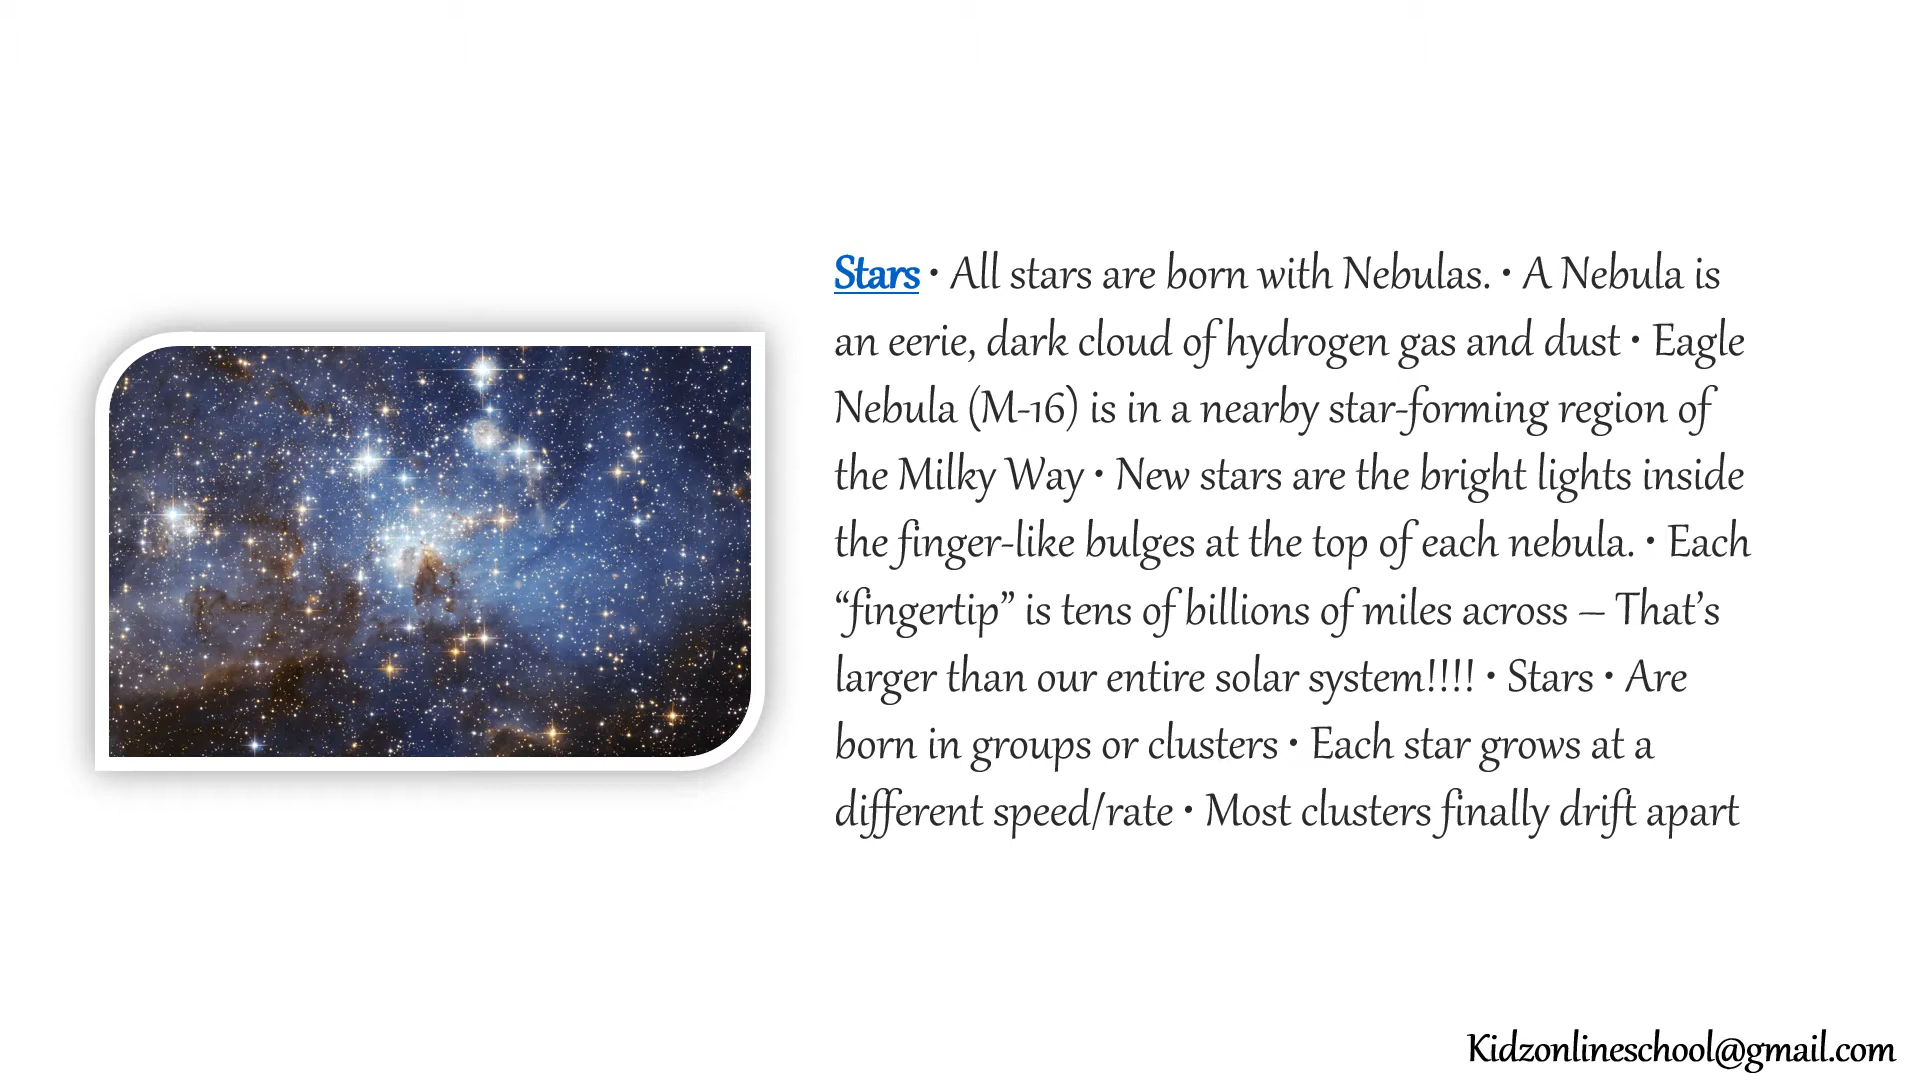 Stars • All stars are born with Nebulas. • A Nebula is
an eerie, dark cloud of hydrogen gas and dust • Eagle
Nebula (M-16) is in a nearby star-forming region of
the Milky Way • New stars are the bright lights inside
the finger-like bulges at the top of each nebula. • Each
“fingertip” is tens of billions of miles across – That’s
larger than our entire solar system!!!! • Stars • Are
born in groups or clusters • Each star grows at a
different speed/rate • Most clusters finally drift apart
Kidzonlineschool@gmail.com